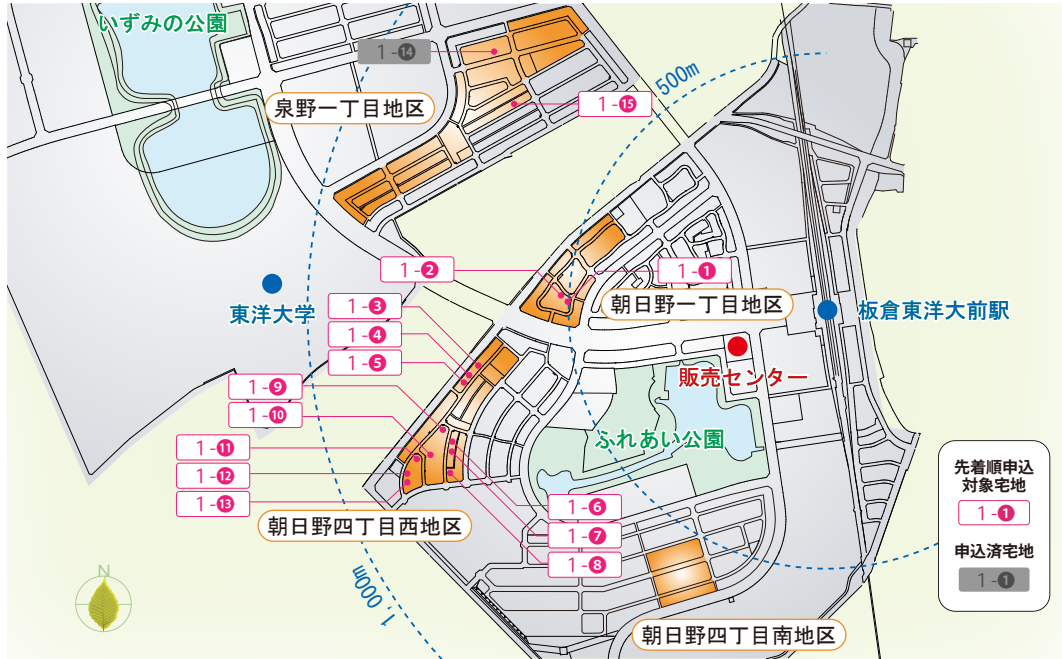 いずみの公園
1-⓮
500m
泉野一丁目地区
1-⓯
1-❷
1-❶
朝日野一丁目地区
東洋大学
1-❸
板倉東洋大前駅
1-❹
1-❺
販売センター
1-❾
1-❿
ふれあい公園
1-⓫
1-⓬
1-⓭
朝日野四丁目西地区
1-❻
1-❼
1-❽
先着順申込
対象宅地
1-❶
申込済宅地
1-❶
N
1,000m
朝日野四丁目南地区